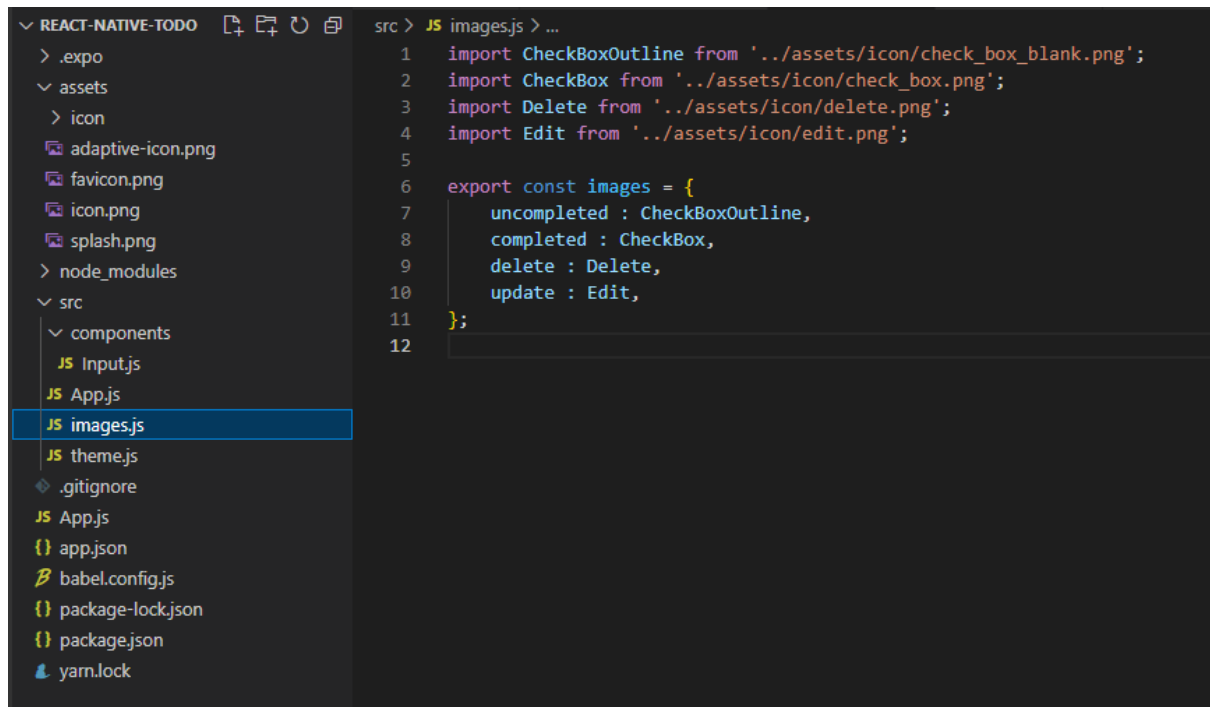 REACT-NATIVE-TODO
.expo
assets
icon
adaptive-icon.png
favicon.png
icon.png
splash.png
node_modules
src
components
JS Input.js
JS App.js
JS images.js
JS theme.js
.gitignore
JS App.js
{} app.json
babel.config.js
{} package-lock.json
{} package.json
yarn.lock
src > JS images.js > ...
1 import CheckBoxOutline from '../assets/icon/check_box_blank.png';
2 import CheckBox from '../assets/icon/check_box.png';
3 import Delete from '../assets/icon/delete.png';
4 import Edit from '../assets/icon/edit.png';
5
6 export const images = {
7 uncompleted : CheckBoxOutline,
8 completed : CheckBox,
9 delete : Delete,
10 update : Edit,
11 };
12